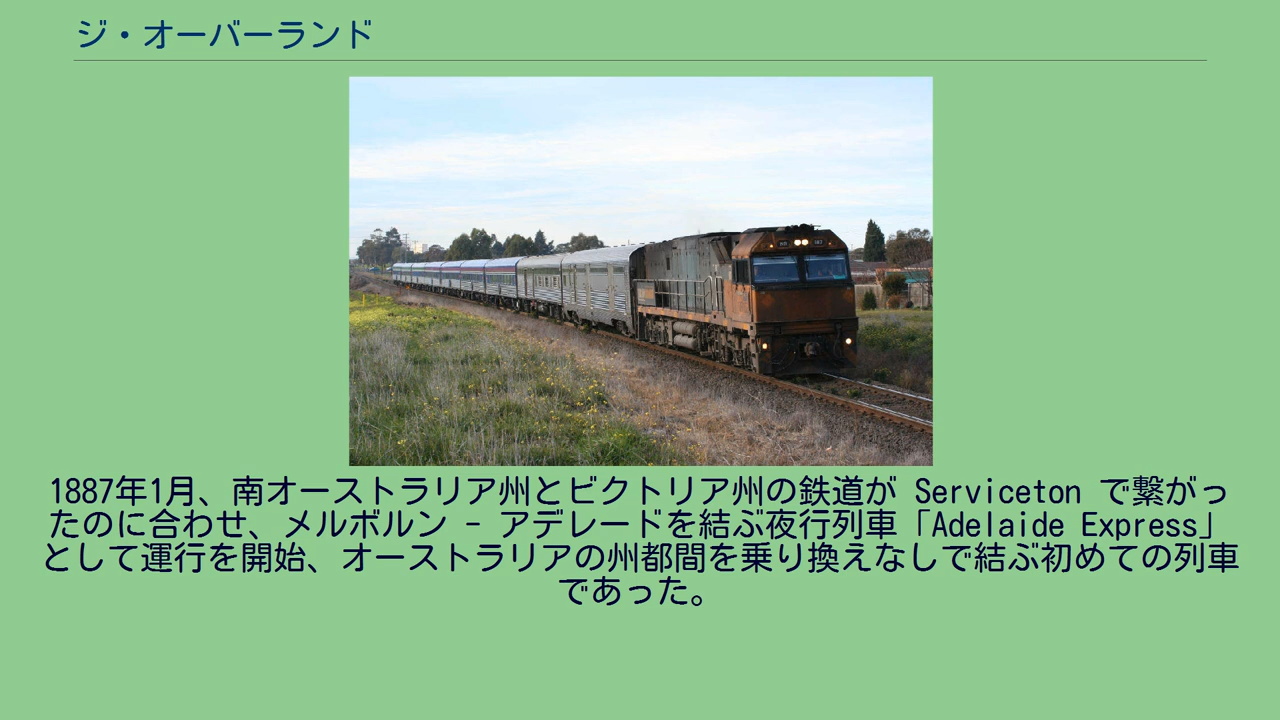 ジ・オーバーランド
1887年1月、南オーストラリア州とビクトリア州の鉄道が Serviceton で繋がっ
たのに合わせ、メルボルン - アデレードを結ぶ夜行列車「Adelaide Express」
として運行を開始、オーストラリアの州都間を乗り換えなしで結ぶ初めての列車
であった。